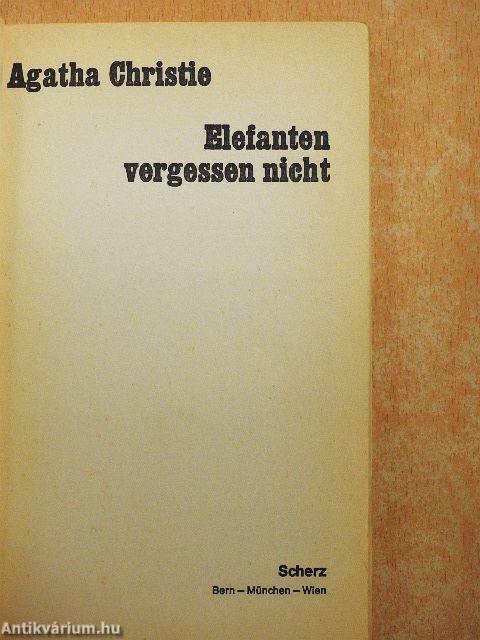 Agatha Christie
Elefanten
vergessen nicht
Scherz
Bern – München – Wien
Antikvárium.hu